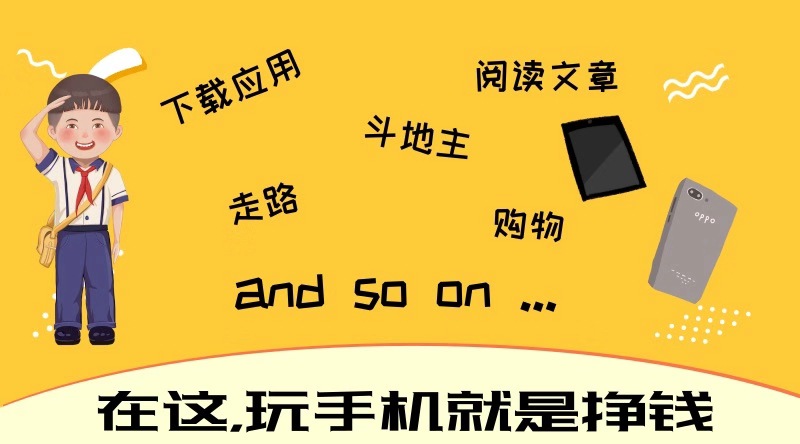 下载应用
阅读文章
斗地主
走路
购物
oppo
and so on ...
在这,玩手机就是挣钱